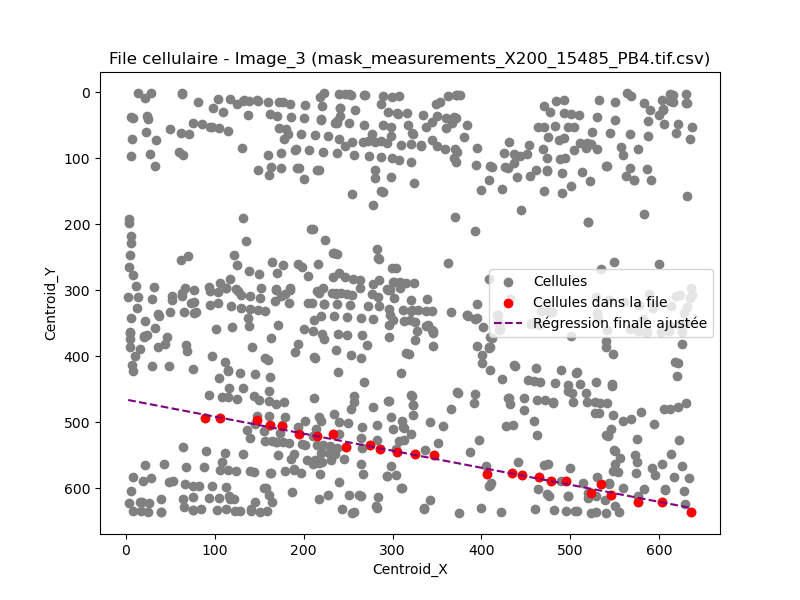 File cellulaire - Image_3 (mask_measurements_X200_15485_PB4.tif.csv)
0
100
200
300
400
500
600
Centroid_Y
Cellules
Cellules dans la file
Régression finale ajustée
0
100
200
300
400
500
600
Centroid_X